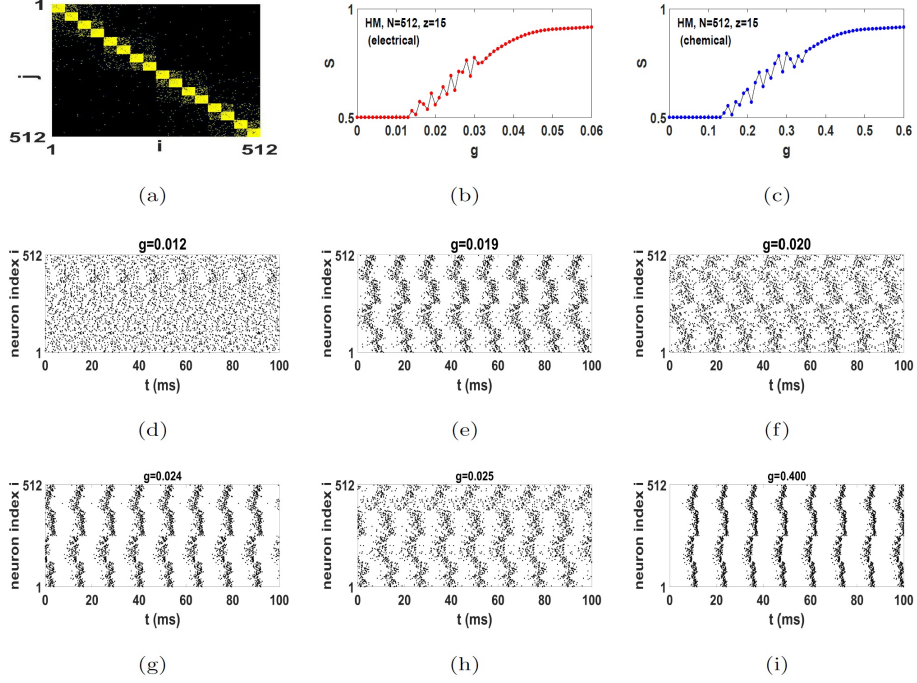 1
j
512
1
i
512
(a)
1
S
0.5
HM, N=512, z=15
(electrical)
0
0.01
0.02
0.03
0.04
0.05
0.06
g
(b)
1
S
0.5
HM, N=512, z=15
(chemical)
0
0.1
0.2
0.3
0.4
0.5
0.6
g
(c)
g=0.012
neuron index i
512
1
0 20 40 60 80 100
t (ms)
(d)
g=0.019
neuron index i
512
1
0 20 40 60 80 100
t (ms)
(e)
g=0.020
neuron index i
512
1
0 20 40 60 80 100
t (ms)
(f)
g=0.024
neuron index i
512
1
0 20 40 60 80 100
t (ms)
(g)
g=0.025
neuron index i
512
1
0 20 40 60 80 100
t (ms)
(h)
g=0.400
neuron index i
512
1
0 20 40 60 80 100
t (ms)
(i)